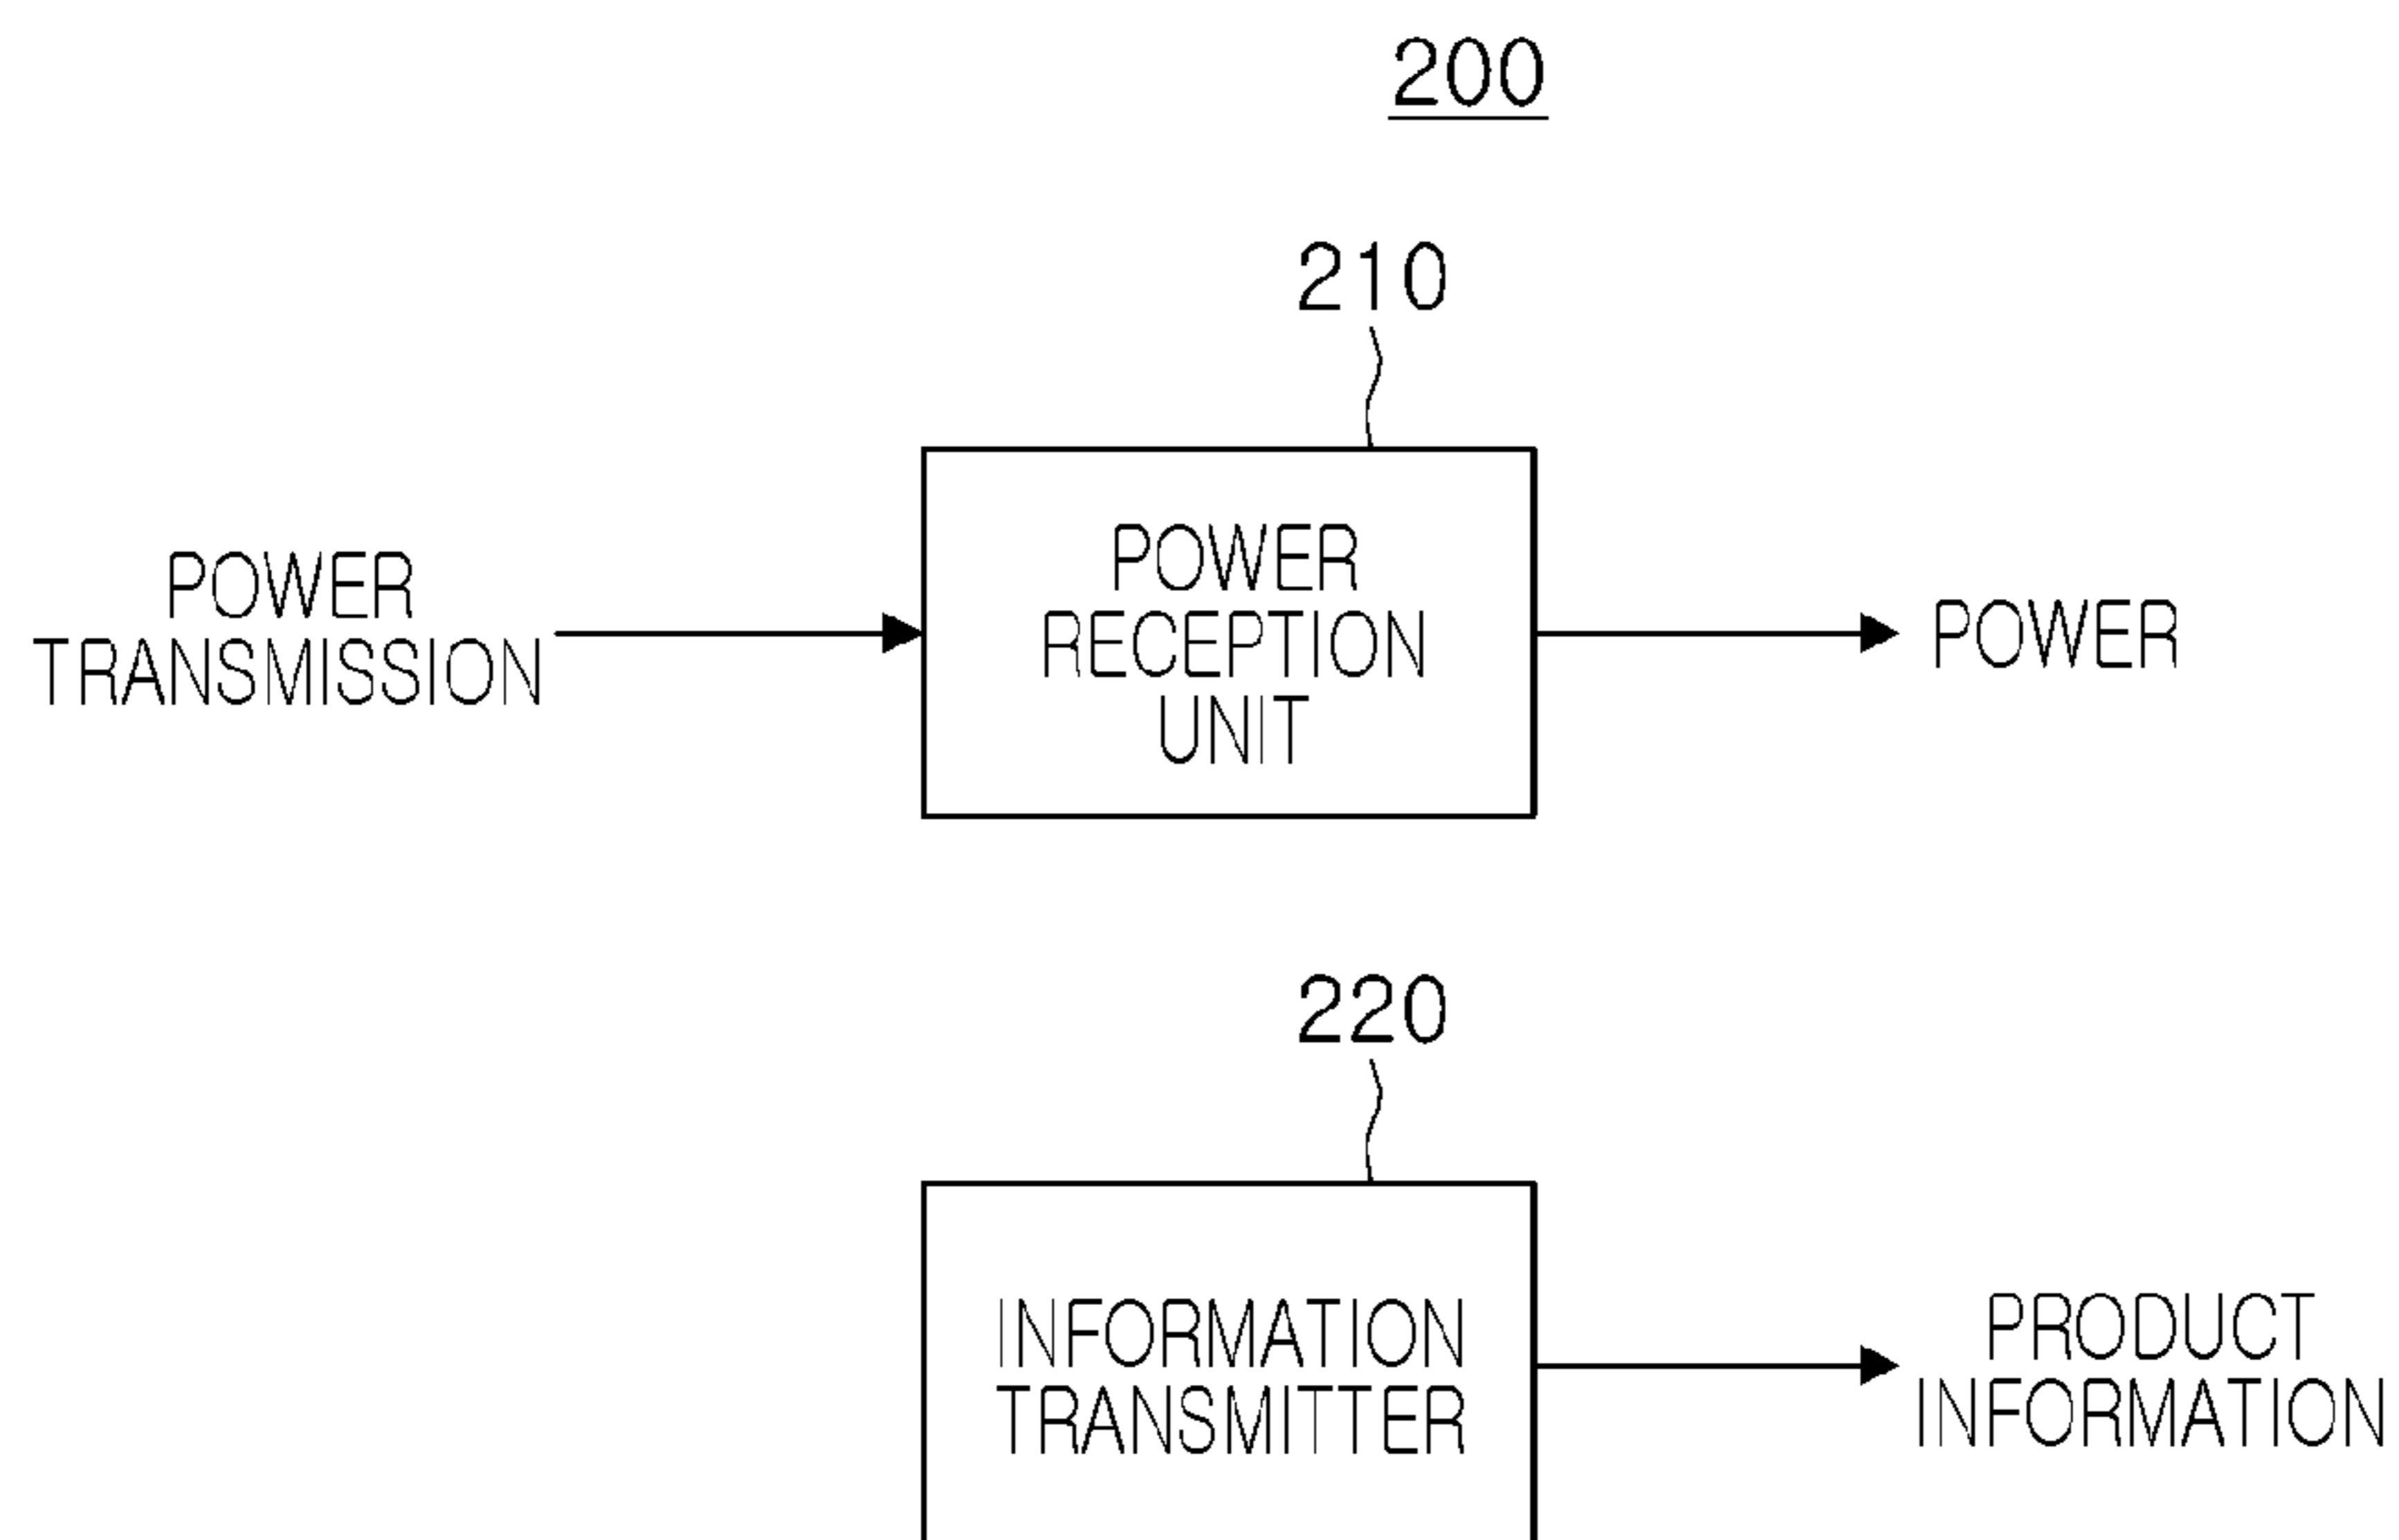 200
210
POWER
TRANSMISSION
POWER
RECEPTION
UNIT
POWER
220
INFORMATION
TRANSMITTER
PRODUCT
INFORMATION